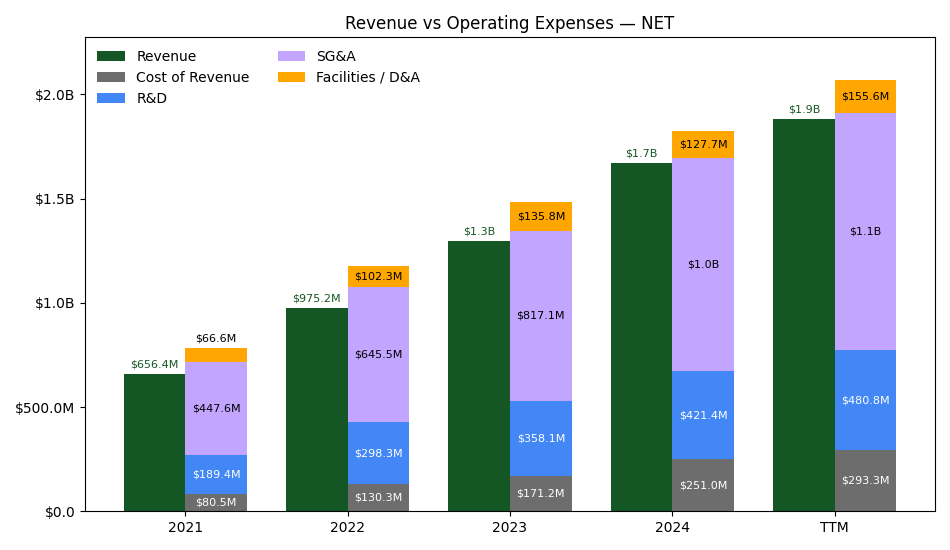 Revenue vs Operating Expenses — NET
Revenue
Cost of Revenue
R&D
SG&A
Facilities / D&A
$2.0B
$1.5B
$1.0B
$500.0M
$0.0
$656.4M
$66.6M
$447.6M
$189.4M
$80.5M
$975.2M
$102.3M
$645.5M
$298.3M
$130.3M
$1.3B
$135.8M
$817.1M
$358.1M
$171.2M
$1.7B
$127.7M
$1.0B
$421.4M
$251.0M
$1.9B
$155.6M
$1.1B
$480.8M
$293.3M
2021
2022
2023
2024
TTM